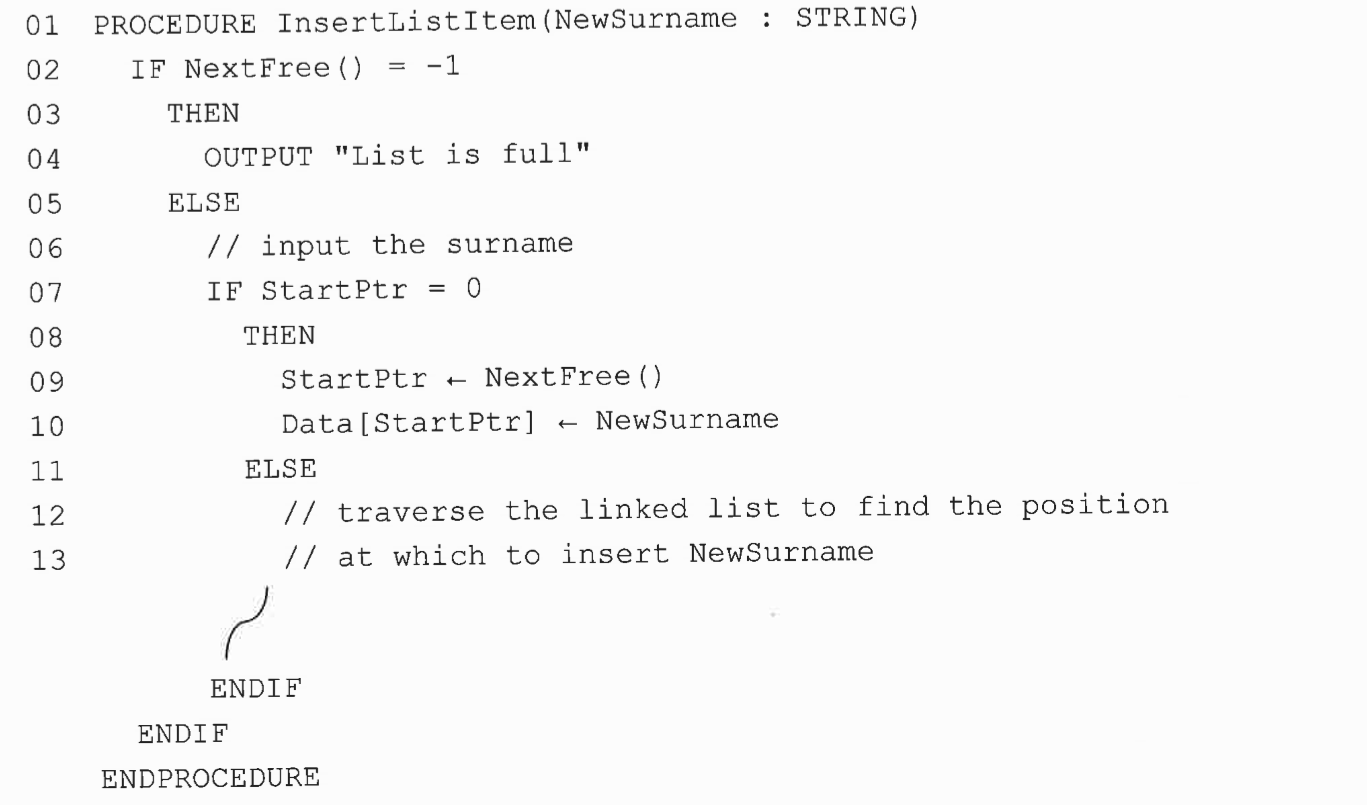 01 PROCEDURE InsertListItem(NewSurname : STRING)
02 IF NextFree() = -1
03 THEN
04 OUTPUT "List is full"
05 ELSE
06 // input the surname
07 IF StartPtr = 0
08 THEN
09 StartPtr ← NextFree()
10 Data[StartPtr] ← NewSurname
11 ELSE
12 // traverse the linked list to find the position
13 // at which to insert NewSurname
ENDIF
ENDIF
ENDPROCEDURE